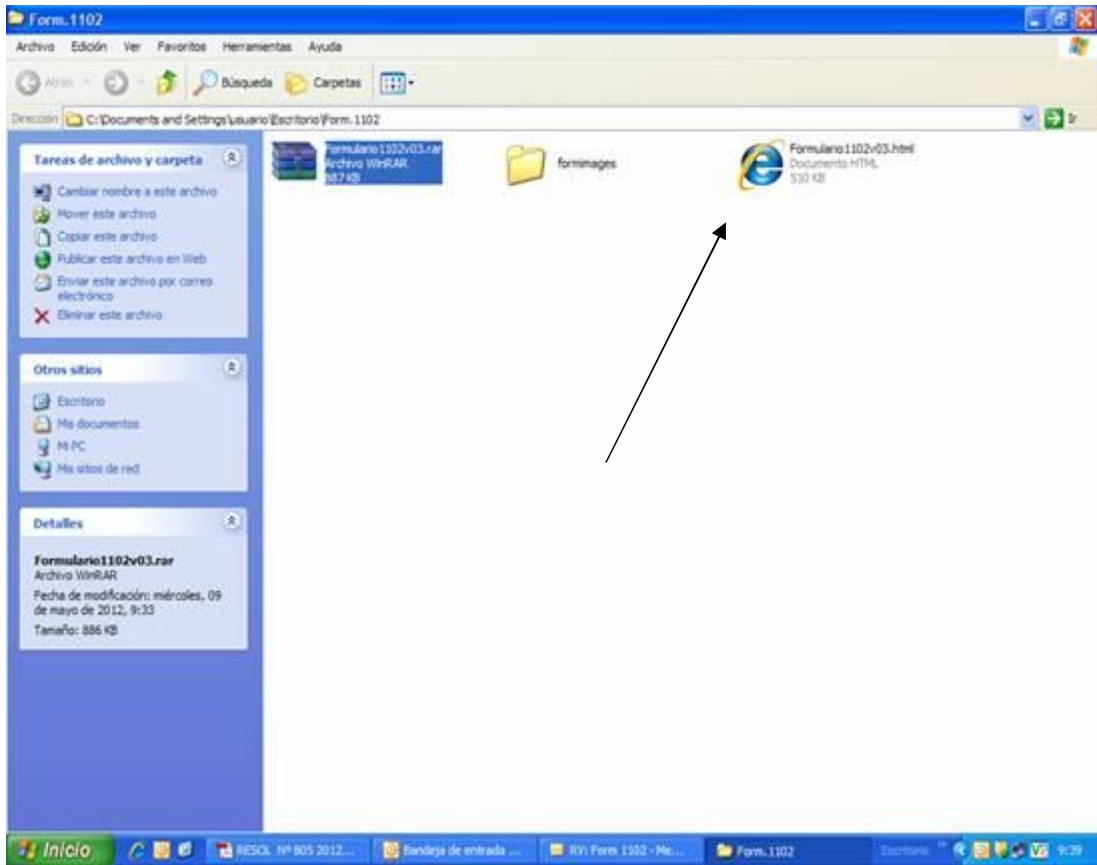 Form.1102
Archivo Edición Ver Favoritos Herramientas Ayuda
Atrás Búsqueda Carpetas
Dirección C:\Documents and Settings\usuario\Escritorio\Form.1102 Ir
Tareas de archivo y carpeta
Cambiar nombre a este archivo
Mover este archivo
Copiar este archivo
Publicar este archivo en Web
Enviar este archivo por correo
electrónico
Eliminar este archivo
Otros sitios
Escritorio
Mis documentos
Mi PC
Mis sitios de red
Detalles
Formulario1102v03.rar
Archivo WinRAR
Fecha de modificación: miércoles, 09
de mayo de 2012, 9:33
Tamaño: 886 KB
Formulario1102v03.rar
Archivo WinRAR
887 KB
formimages
Formulario1102v03.html
Documento HTML
510 KB
Inicio RESOL Nº 805 2012... Bandeja de entrada ... RV: Form 1102 - Me... Form.1102 Escritorio 9:39